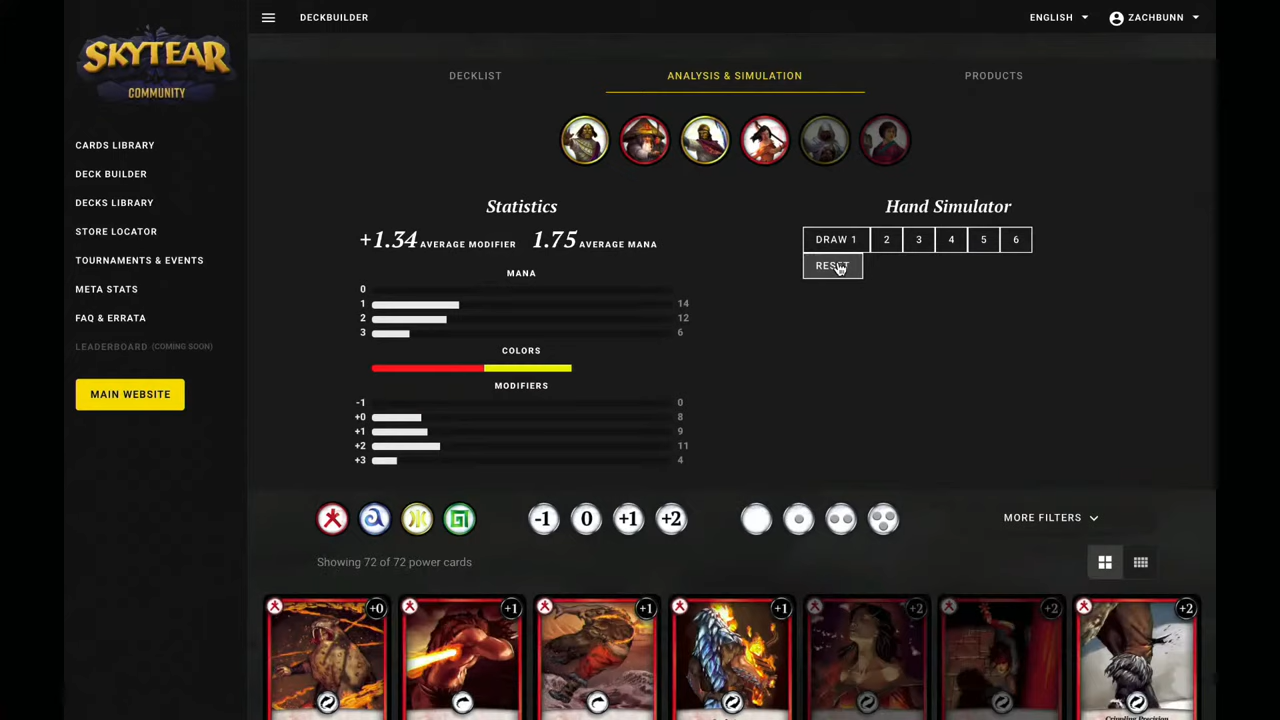 DECKBUILDER
ENGLISH
ZACHBUNN
SKYTEAR
COMMUNITY
CARDS LIBRARY
DECK BUILDER
DECKS LIBRARY
STORE LOCATOR
TOURNAMENTS & EVENTS
META STATS
FAQ & ERRATA
LEADERBOARD (COMING SOON)
MAIN WEBSITE
DECKLIST
ANALYSIS & SIMULATION
PRODUCTS
Statistics
+1.34 AVERAGE MODIFIER 1.75 AVERAGE MANA
MANA
0
1 14
2 12
3 6
COLORS
MODIFIERS
-1 0
+0 8
+1 9
+2 11
+3 4
Hand Simulator
DRAW 1 2 3 4 5 6
RESET
-1 0 +1 +2
MORE FILTERS
Showing 72 of 72 power cards
+0 +1 +1 +1 +2 +2 +2
Crippling Precision